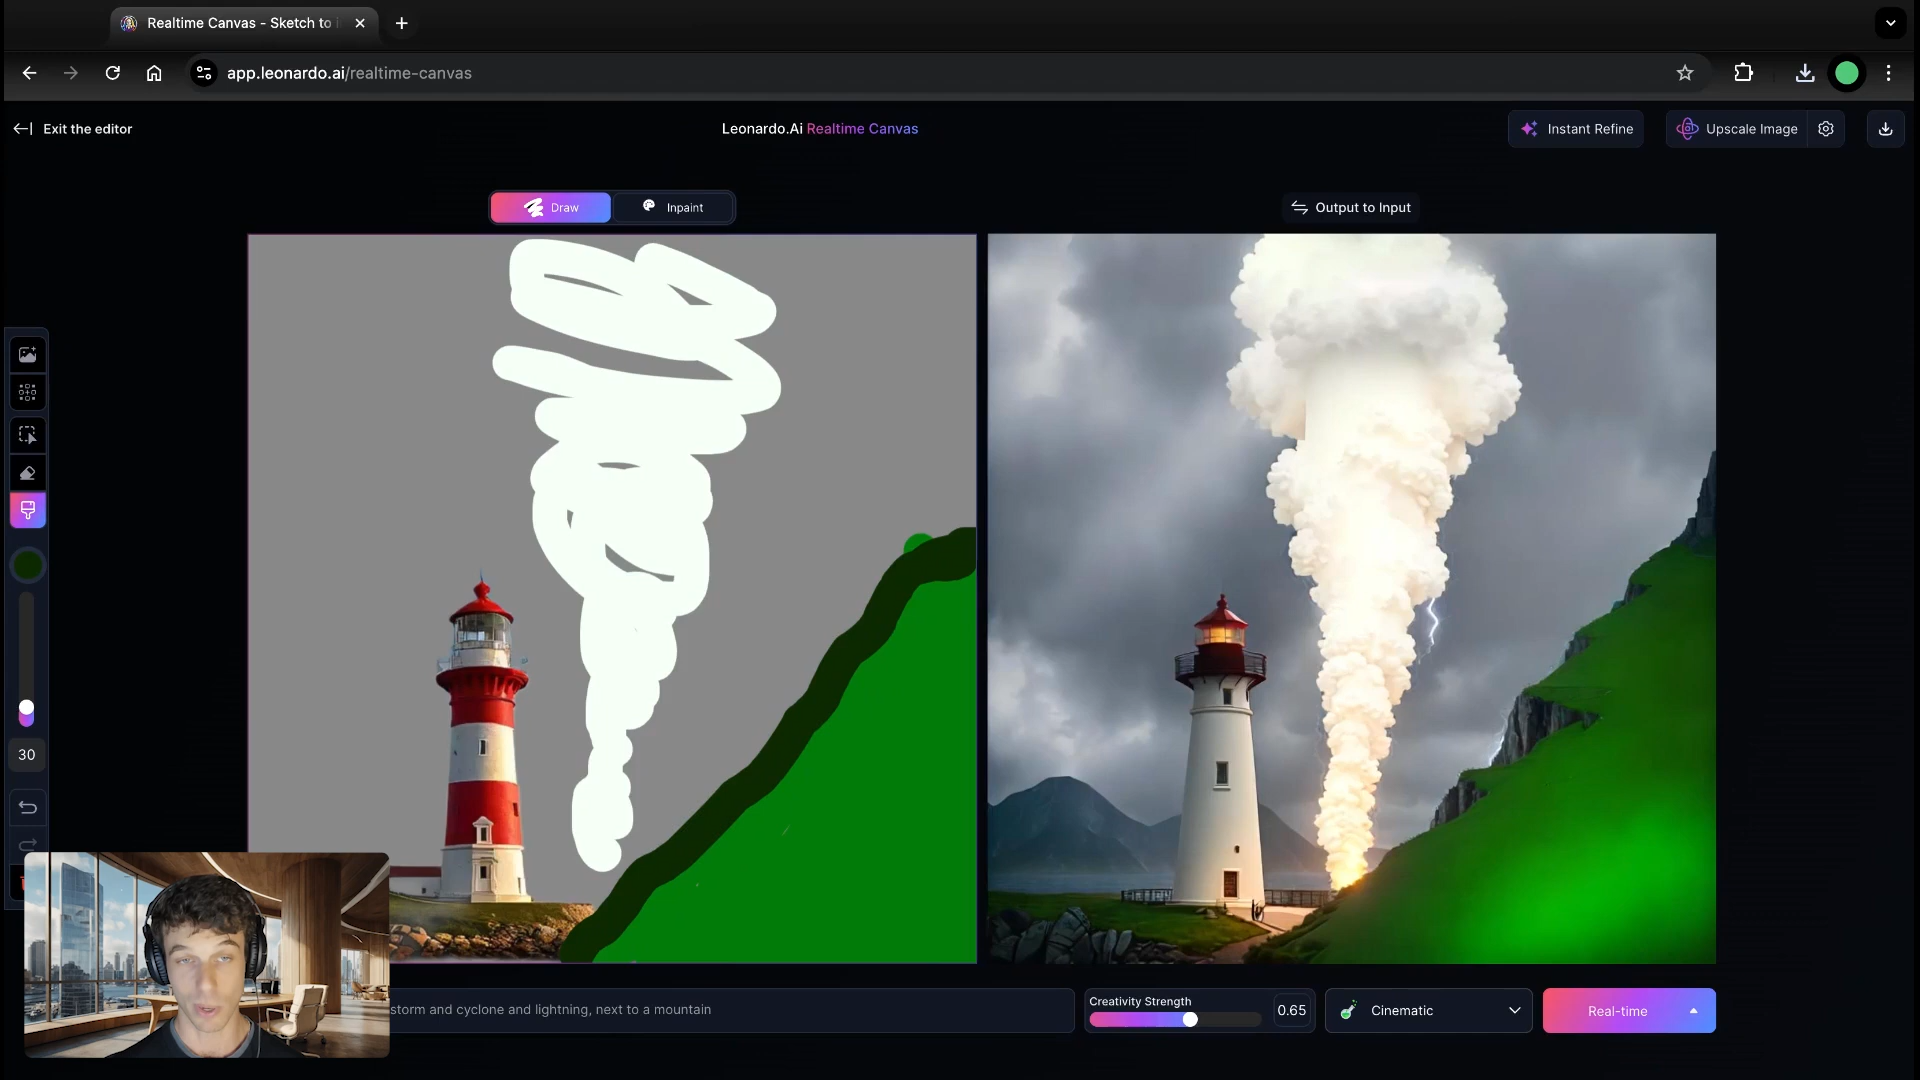 Realtime Canvas - Sketch to
app.leonardo.ai/realtime-canvas
Exit the editor
Leonardo.Ai Realtime Canvas
Instant Refine
Upscale Image
Draw
Inpaint
Output to Input
30
storm and cyclone and lightning, next to a mountain
Creativity Strength
0.65
Cinematic
Real-time